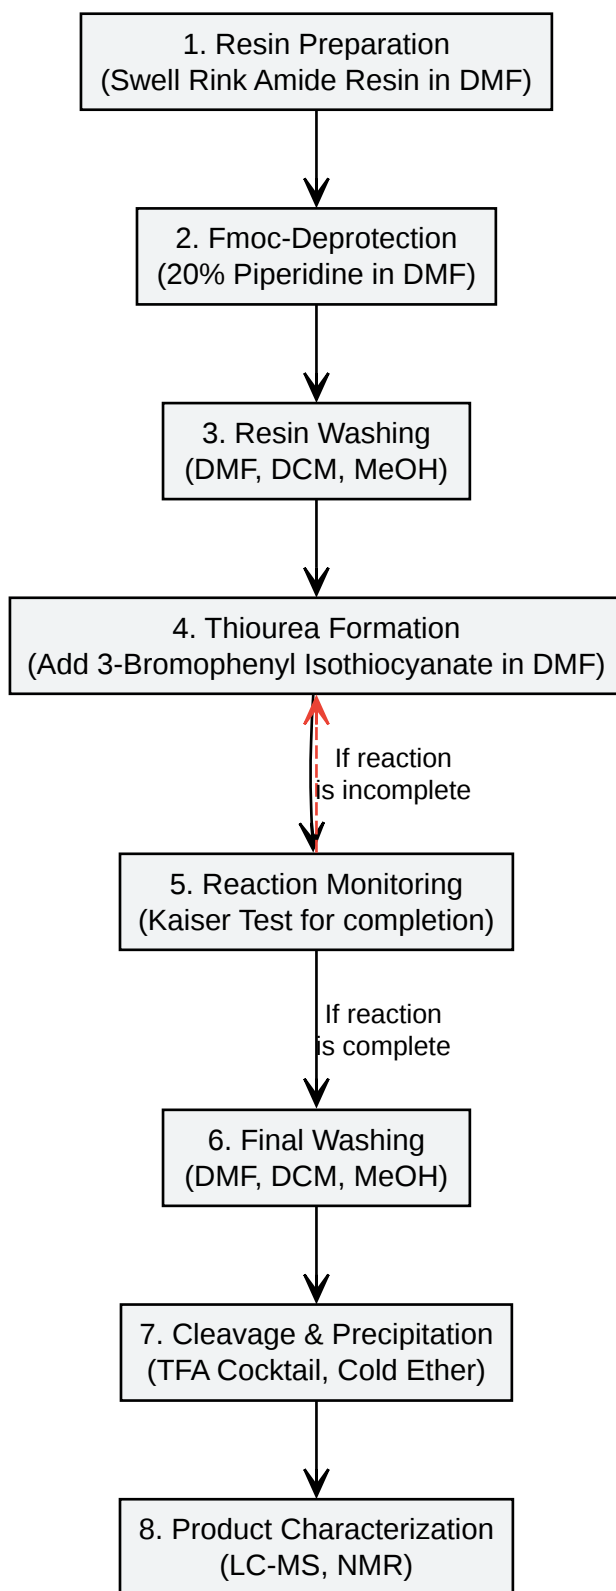 1. Resin Preparation
(Swell Rink Amide Resin in DMF)
2. Fmoc-Deprotection
(20% Piperidine in DMF)
3. Resin Washing
(DMF, DCM, MeOH)
4. Thiourea Formation
(Add 3-Bromophenyl Isothiocyanate in DMF)
If reaction
is incomplete
5. Reaction Monitoring
(Kaiser Test for completion)
If reaction
is complete
6. Final Washing
(DMF, DCM, MeOH)
7. Cleavage & Precipitation
(TFA Cocktail, Cold Ether)
8. Product Characterization
(LC-MS, NMR)